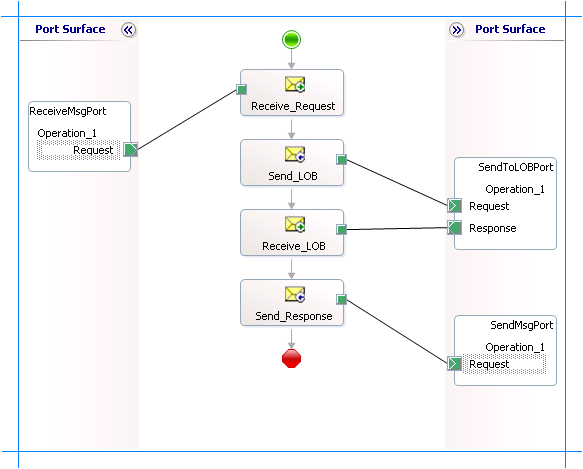 Port Surface
Port Surface
ReceiveMsgPort
Operation_1
Request
Receive_Request
Send_LOB
Receive_LOB
Send_Response
SendToLOBPort
Operation_1
Request
Response
SendMsgPort
Operation_1
Request